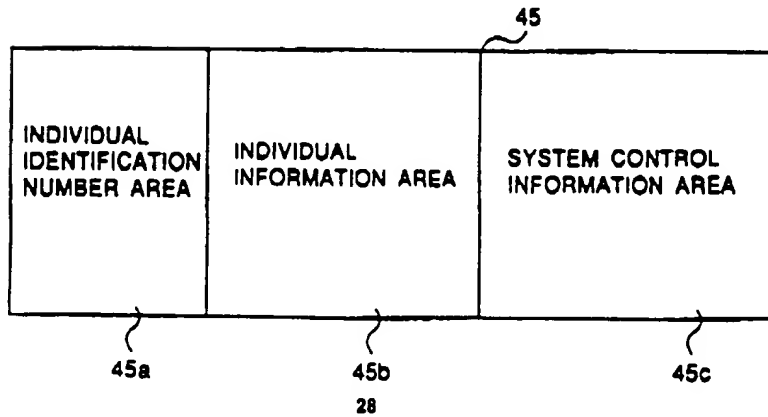 45
INDIVIDUAL
IDENTIFICATION
NUMBER AREA
INDIVIDUAL
INFORMATION AREA
SYSTEM CONTROL
INFORMATION AREA
45a
45b
45c
28